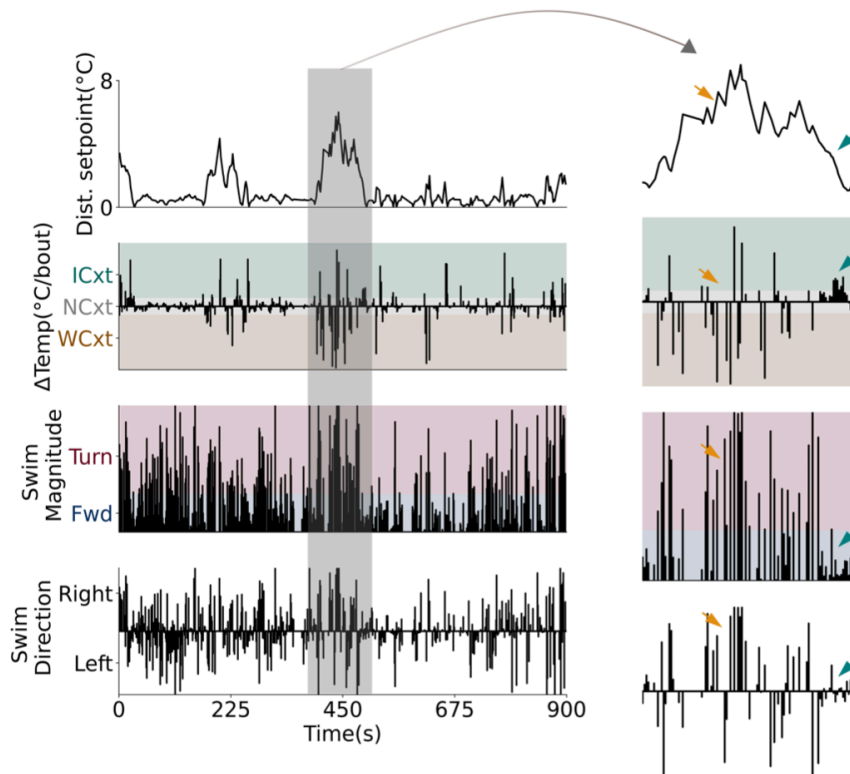 Dist. setpoint(°C)
8
0
ΔTemp(°C/bout)
ICxt
NCxt
WCxt
Swim
Magnitude
Turn
Fwd
Swim
Direction
Right
Left
0 225 450 675 900
Time(s)